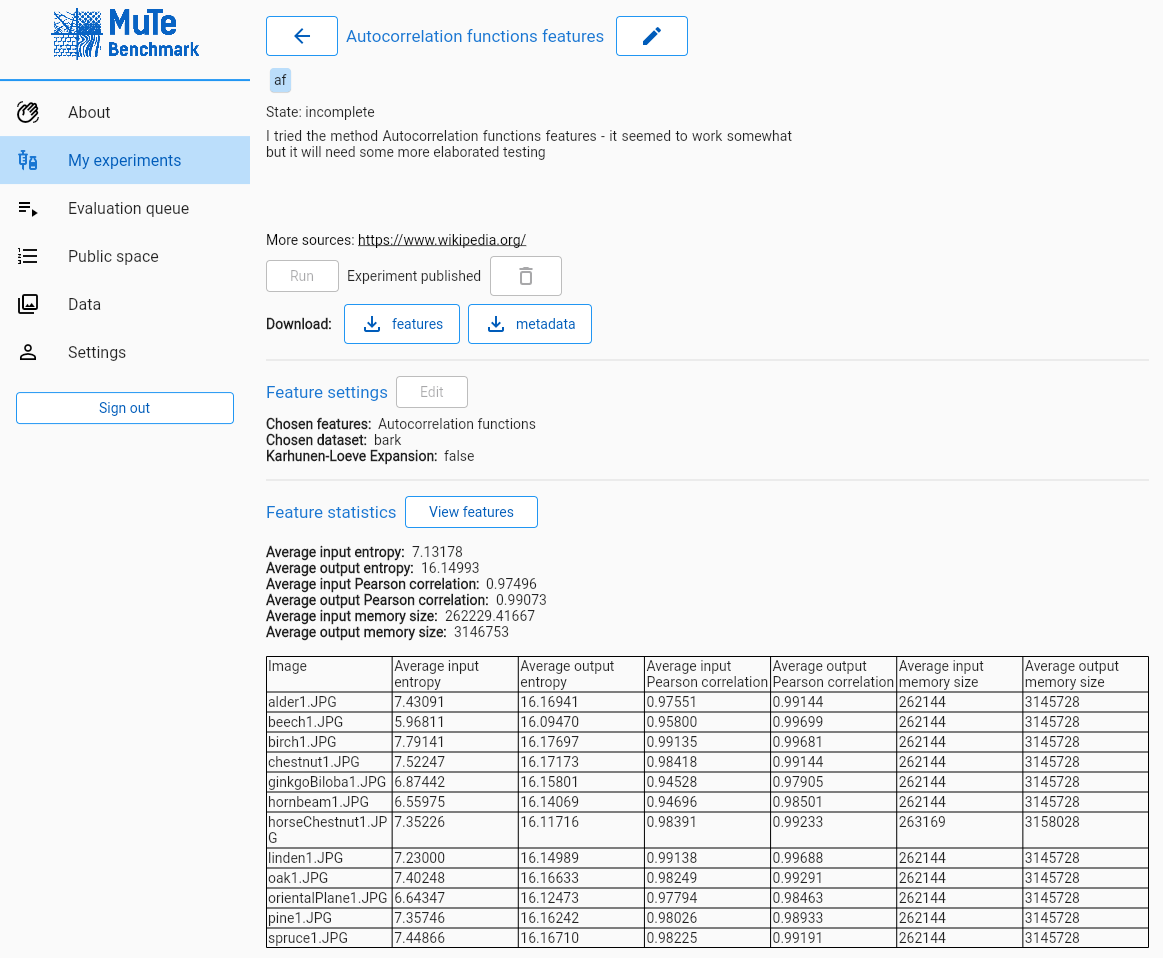 MuTe
Benchmark
About
My experiments
Evaluation queue
Public space
Data
Settings
Sign out
Autocorrelation functions features
af
State: incomplete
I tried the method Autocorrelation functions features - it seemed to work somewhat
but it will need some more elaborated testing
More sources: https://www.wikipedia.org/
Run Experiment published
Download: features metadata
Feature settings Edit
Chosen features: Autocorrelation functions
Chosen dataset: bark
Karhunen-Loeve Expansion: false
Feature statistics View features
Average input entropy: 7.13178
Average output entropy: 16.14993
Average input Pearson correlation: 0.97496
Average output Pearson correlation: 0.99073
Average input memory size: 262229.41667
Average output memory size: 3146753
Image Average input Average output Average input Average output Average input Average output
entropy entropy Pearson correlation Pearson correlation memory size memory size
alder1.JPG 7.43091 16.16941 0.97551 0.99144 262144 3145728
beech1.JPG 5.96811 16.09470 0.95800 0.99699 262144 3145728
birch1.JPG 7.79141 16.17697 0.99135 0.99681 262144 3145728
chestnut1.JPG 7.52247 16.17173 0.98418 0.99144 262144 3145728
ginkgoBiloba1.JPG 6.87442 16.15801 0.94528 0.97905 262144 3145728
hornbeam1.JPG 6.55975 16.14069 0.94696 0.98501 262144 3145728
horseChestnut1.JP 7.35226 16.11716 0.98391 0.99233 263169 3158028
G
linden1.JPG 7.23000 16.14989 0.99138 0.99688 262144 3145728
oak1.JPG 7.40248 16.16633 0.98249 0.99291 262144 3145728
orientalPlane1.JPG 6.64347 16.12473 0.97794 0.98463 262144 3145728
pine1.JPG 7.35746 16.16242 0.98026 0.98933 262144 3145728
spruce1.JPG 7.44866 16.16710 0.98225 0.99191 262144 3145728